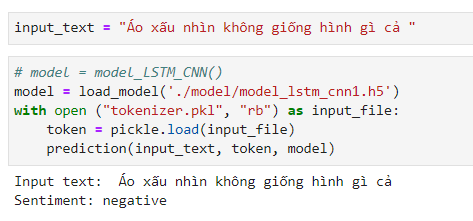 input_text = "Áo xấu nhìn không giống hình gì cả "
# model = model_LSTM_CNN()
model = load_model('./model/model_lstm_cnn1.h5')
with open ("tokenizer.pkl", "rb") as input_file:
    token = pickle.load(input_file)
    prediction(input_text, token, model)
Input text:  Áo xấu nhìn không giống hình gì cả
Sentiment: negative